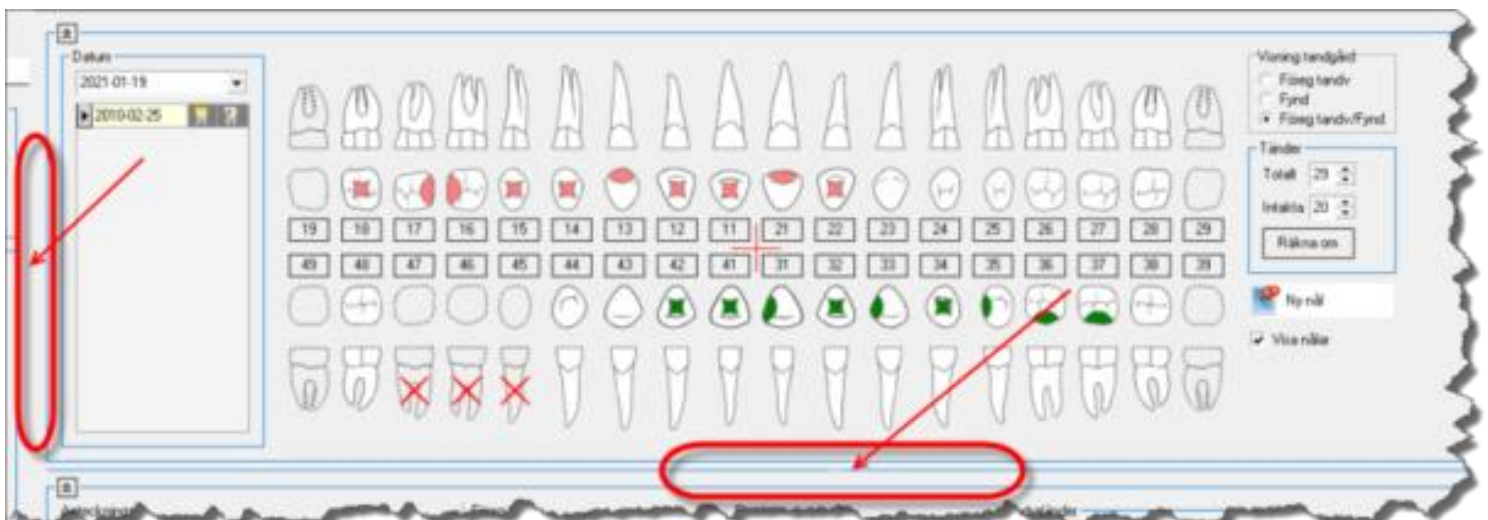 Datum
2021-01-19
2010-02-25
19 18 17 16 15 14 13 12 11 21 22 23 24 25 26 27 28 29
49 48 47 46 45 44 43 42 41 31 32 33 34 35 36 37 38 39
Visning tandgård
Föreg tandv
Fynd
Föreg tandv/Fynd
Tänder
Totalt 29
Intakta 20
Räkna om
Ny nål
Visa nålar